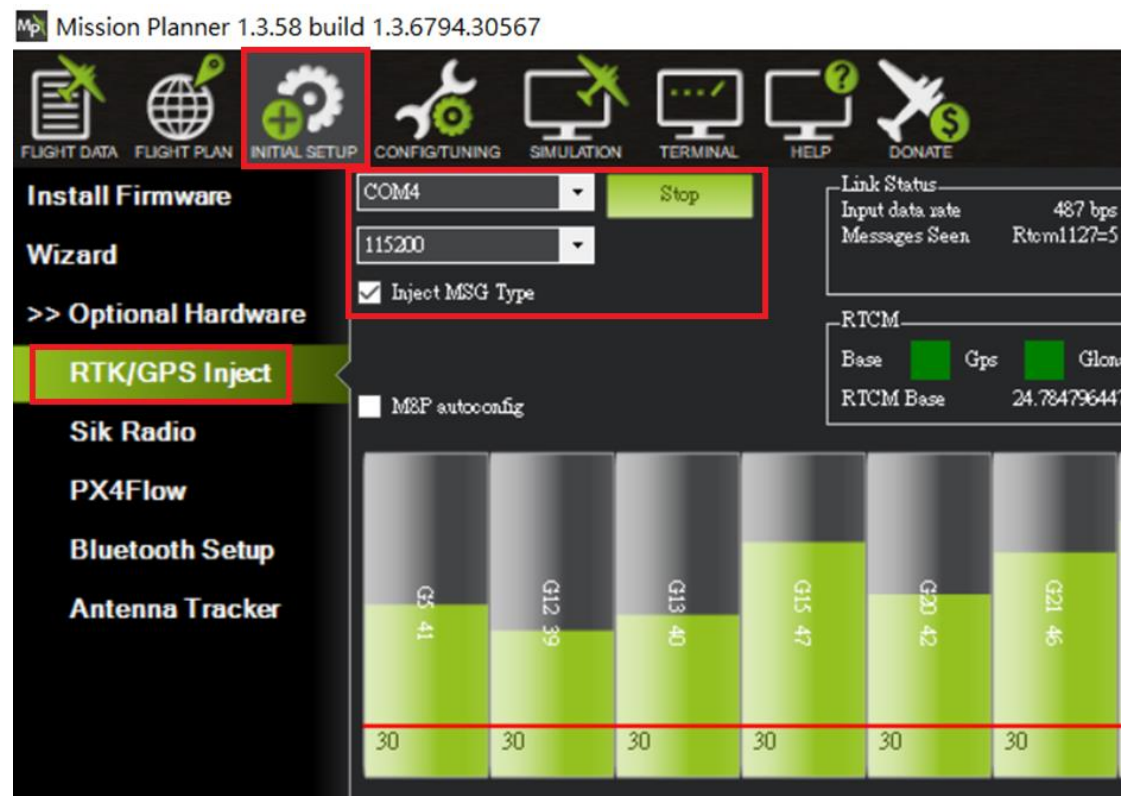 Mp Mission Planner 1.3.58 build 1.3.6794.30567
FLIGHT DATA FLIGHT PLAN INITIAL SETUP CONFIG/TUNING SIMULATION TERMINAL HELP DONATE
Install Firmware
Wizard
>> Optional Hardware
RTK/GPS Inject
Sik Radio
PX4Flow
Bluetooth Setup
Antenna Tracker
COM4 Stop
115200
Inject MSG Type
M8P autoconfig
Link Status
Input data rate 487 bps
Messages Seen Rtcm1127=5
RTCM
Base Gps Glona
RTCM Base 24.784796447
G5 41
G12 39
G13 40
G15 47
G20 42
G21 46
30 30 30 30 30 30